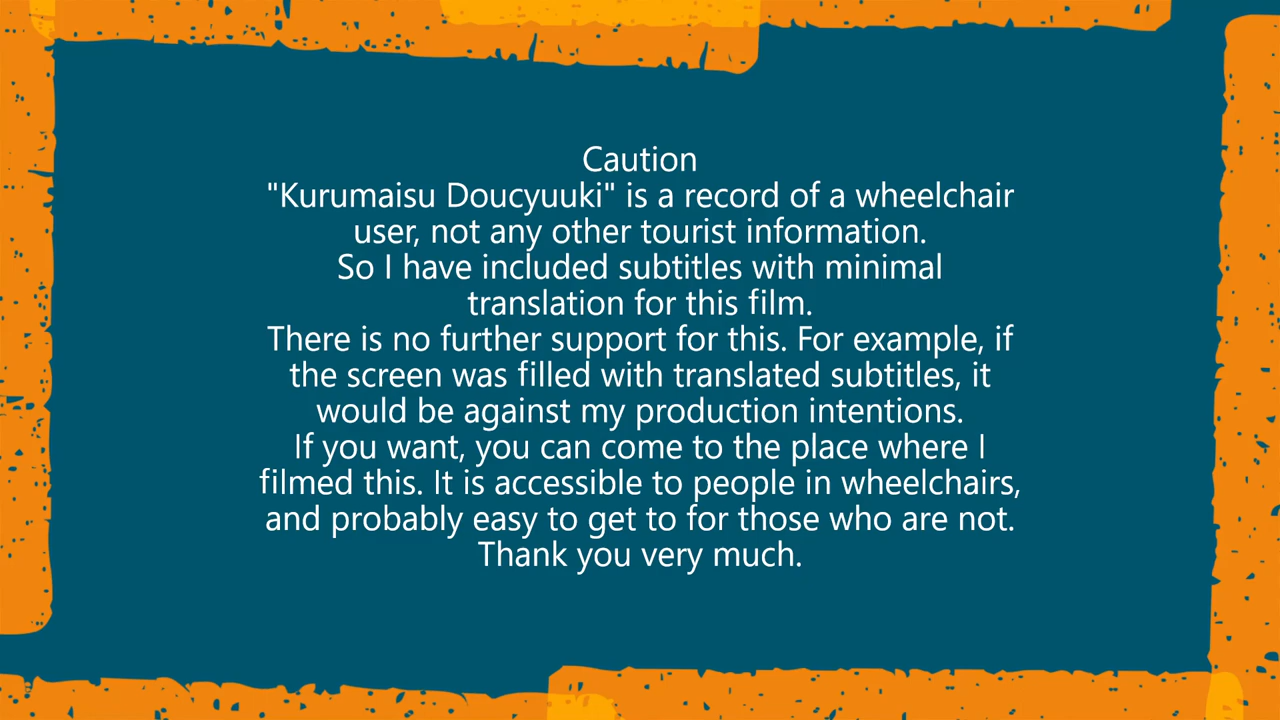 Caution
"Kurumaisu Doucyuuki" is a record of a wheelchair
user, not any other tourist information.
So I have included subtitles with minimal
translation for this film.
There is no further support for this. For example, if
the screen was filled with translated subtitles, it
would be against my production intentions.
If you want, you can come to the place where I
filmed this. It is accessible to people in wheelchairs,
and probably easy to get to for those who are not.
Thank you very much.